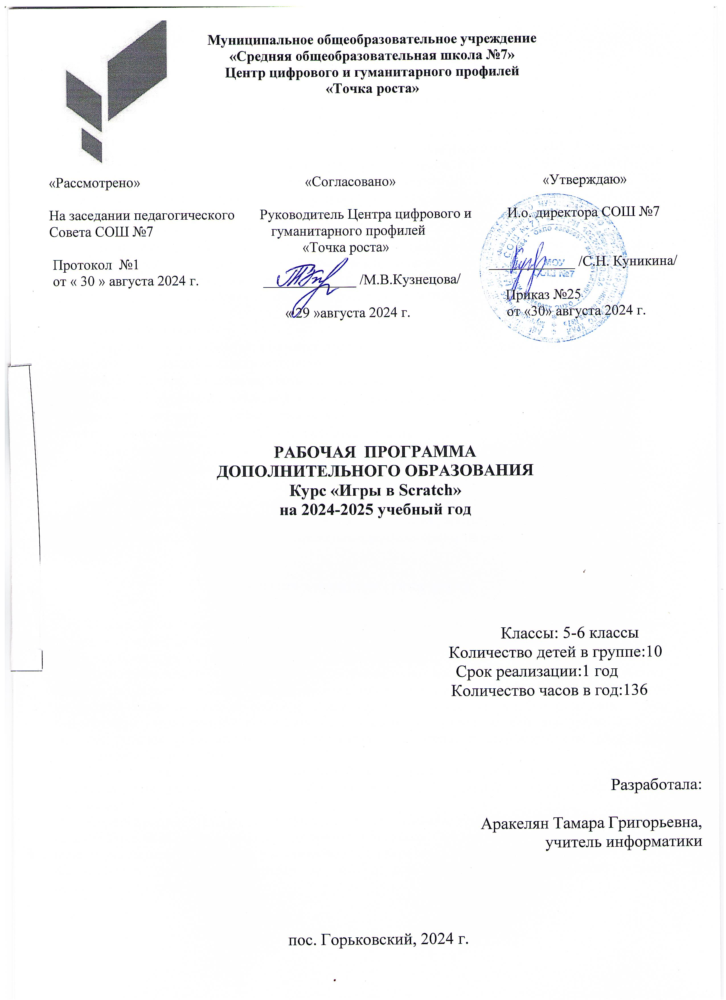 Муниципальное общеобразовательное учреждение
«Средняя общеобразовательная школа №7»
Центр цифрового и гуманитарного профилей
«Точка роста»
«Рассмотрено»
На заседании педагогического
Совета СОШ №7
Протокол №1
от « 30 » августа 2024 г.
«Согласовано»
Руководитель Центра цифрового и
гуманитарного профилей
«Точка роста»
/М.В.Кузнецова/
« 29 »августа 2024 г.
«Утверждаю»
И.о. директора СОШ №7
/С.Н. Куникина/
Приказ №25
от «30» августа 2024 г.
МОУ
СОШ №7
РАБОЧАЯ ПРОГРАММА
ДОПОЛНИТЕЛЬНОГО ОБРАЗОВАНИЯ
Курс «Игры в Scratch»
на 2024-2025 учебный год
Классы: 5-6 классы
Количество детей в группе:10
Срок реализации:1 год
Количество часов в год:136
Разработала:
Аракелян Тамара Григорьевна,
учитель информатики
пос. Горьковский, 2024 г.